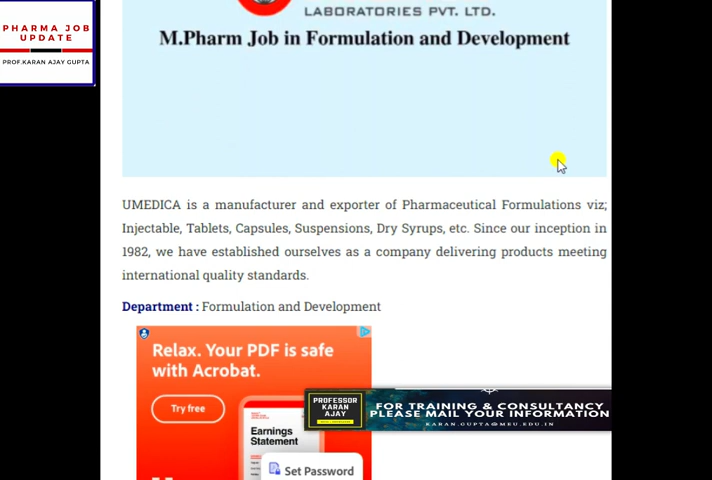 PHARMA JOB
UPDATE
PROF.KARAN AJAY GUPTA
LABORATORIES PVT. LTD.
M.Pharm Job in Formulation and Development
UMEDICA is a manufacturer and exporter of Pharmaceutical Formulations viz;
Injectable, Tablets, Capsules, Suspensions, Dry Syrups, etc. Since our inception in
1982, we have established ourselves as a company delivering products meeting
international quality standards.
Department : Formulation and Development
Relax. Your PDF is safe
with Acrobat.
Try free
Earnings
Statement
Set Password
PROFESSOR
KARAN
AJAY
FOR TRAINING & CONSULTANCY
PLEASE MAIL YOUR INFORMATION
KARAN.GUPTA@MEU.EDU.IN